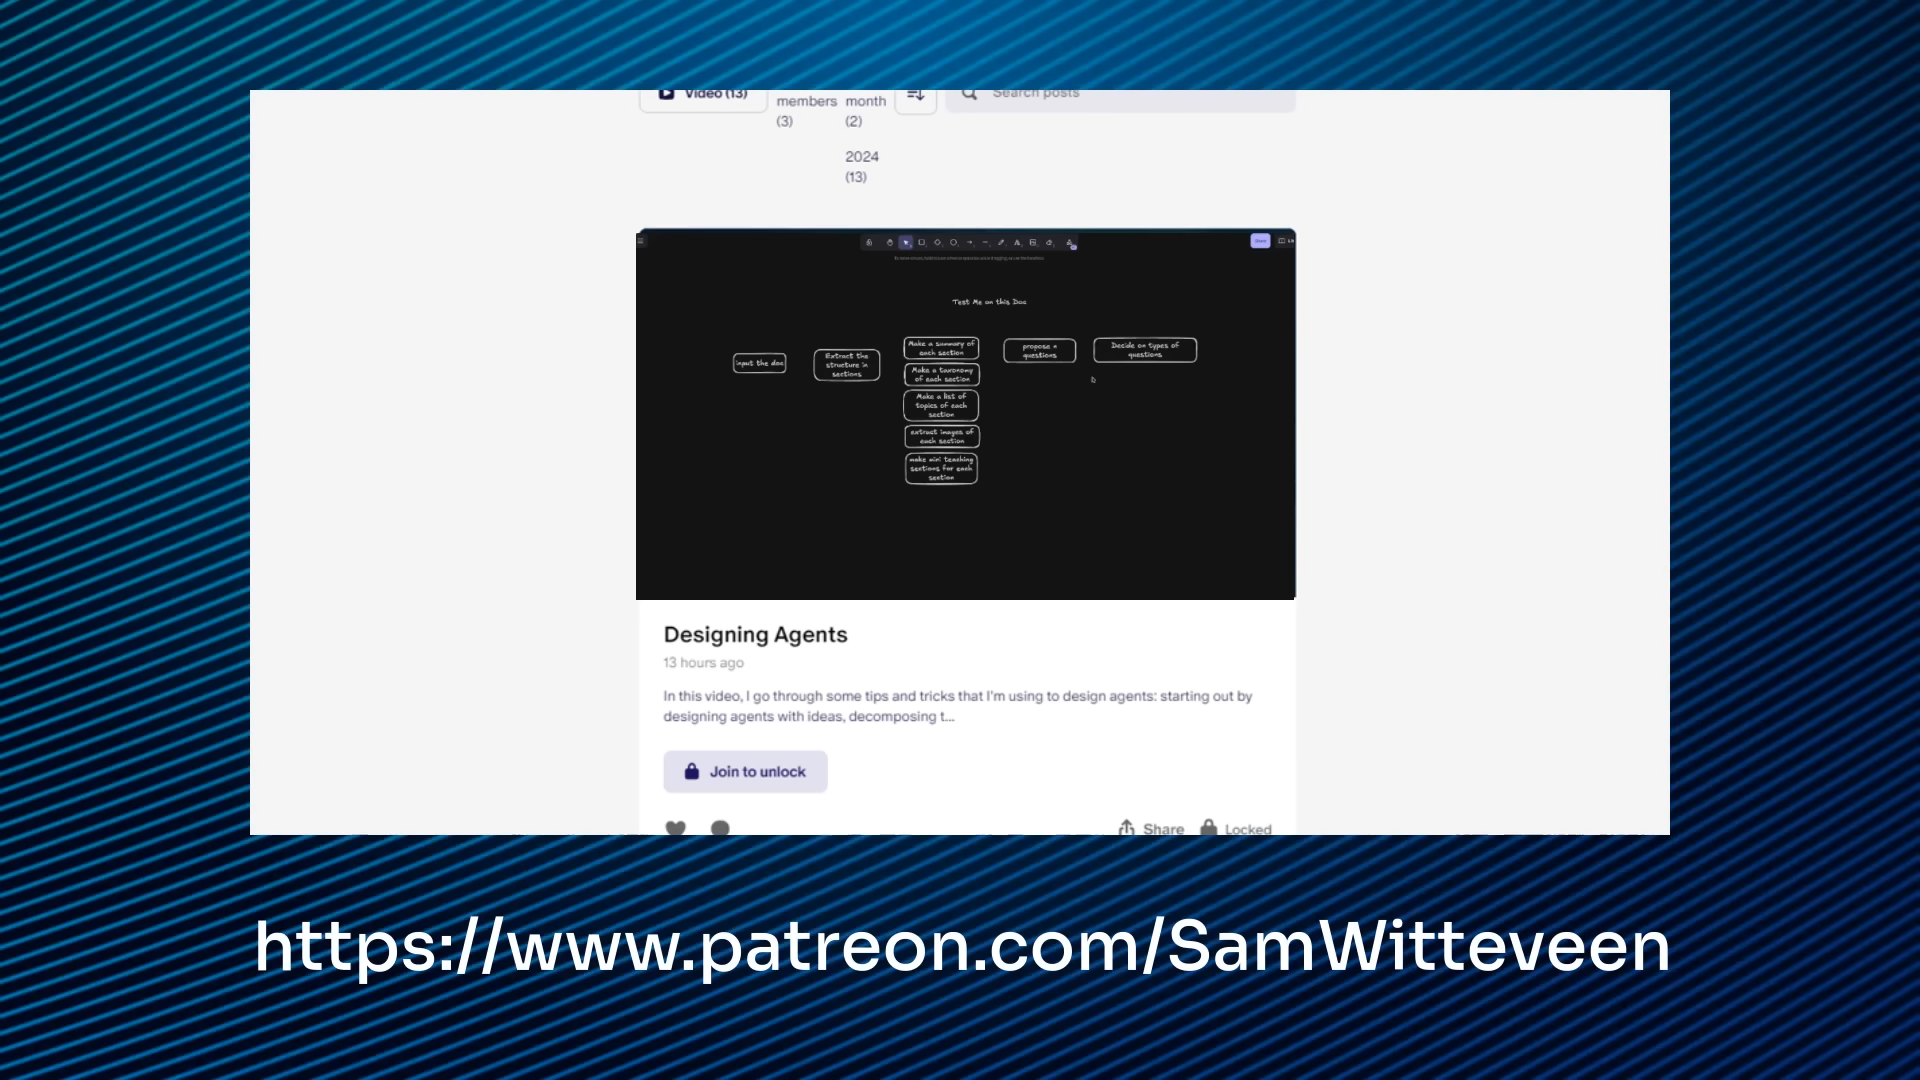 Video (13)
members
(3)
month
(2)
2024
(13)
Search posts
Share
Test Me on this Doc
input the doc
Extract the
structure in
sections
Make a summary of
each section
Make a taxonomy
of each section
Make a list of
topics of each
section
extract images of
each section
make mini teaching
sections for each
section
propose n
questions
Decide on types of
questions
Designing Agents
13 hours ago
In this video, I go through some tips and tricks that I'm using to design agents: starting out by
designing agents with ideas, decomposing t...
Join to unlock
Share
Locked
https://www.patreon.com/SamWitteveen